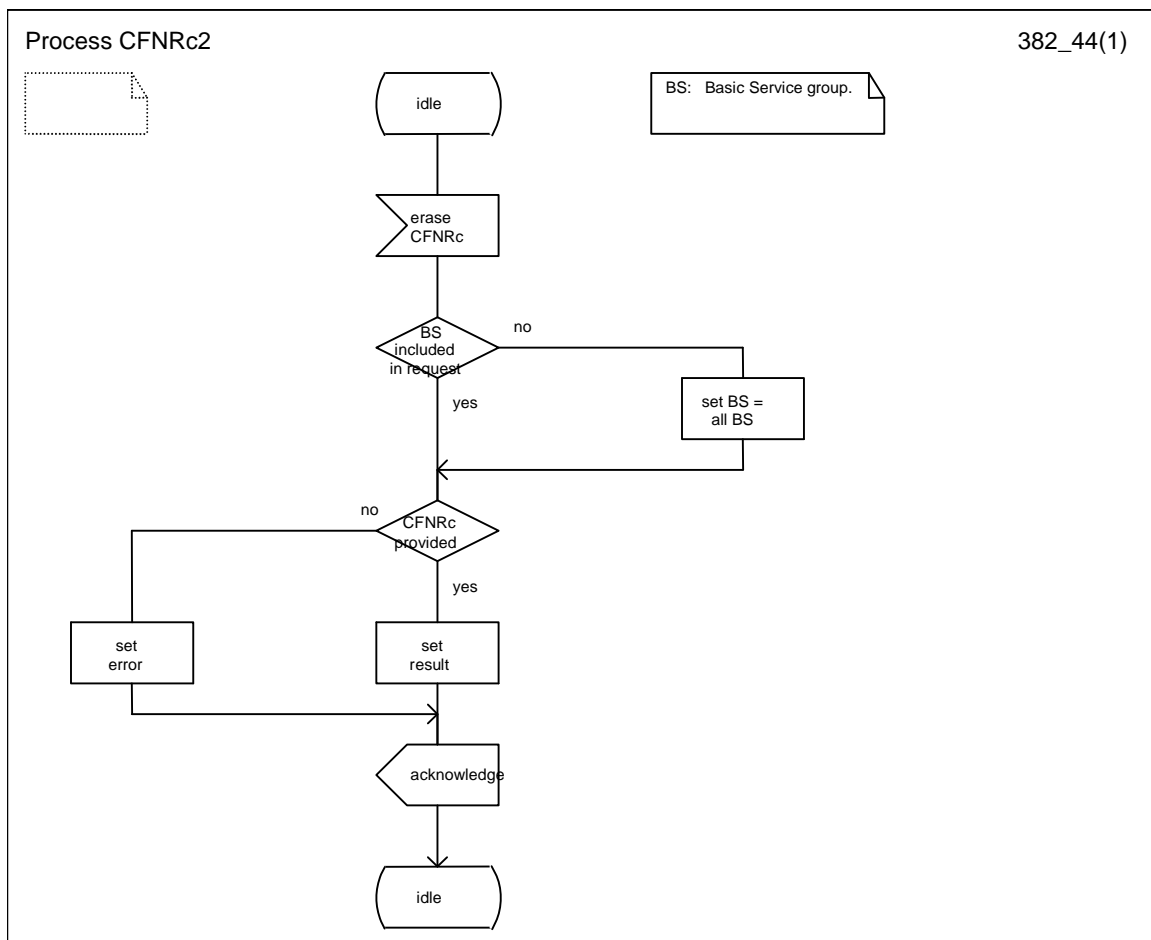 Process CFNRc2
382_44(1)
idle
BS: Basic Service group.
erase
CFNRc
BS
included
in request
no
yes
set BS =
all BS
no
CFNRc
provided
yes
set
error
set
result
acknowledge
idle